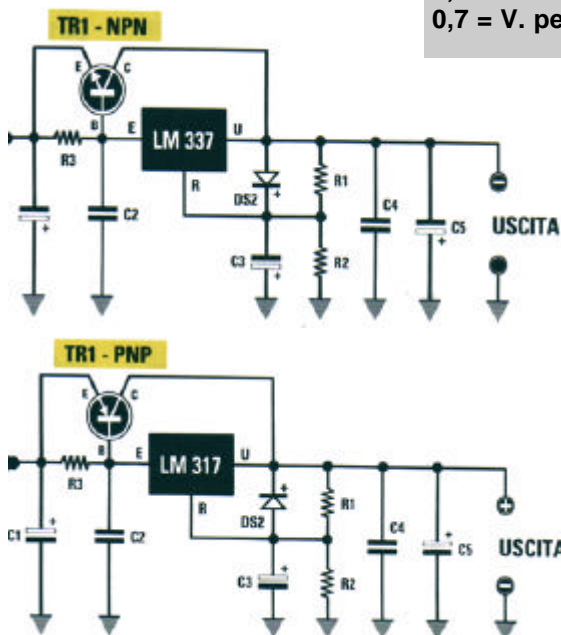 0,7 = V. pe
TR1 - NPN
E C
B E LM 337 U
R3 R
C2 DS2 R1 C4 C5
+ + + +
C3 R2
− USCITA
TR1 - PNP
E C
B E LM 317 U
R3 R
+ C1 C2 + DS2 R1 C4 + C5
+ C3 R2
+ USCITA
−